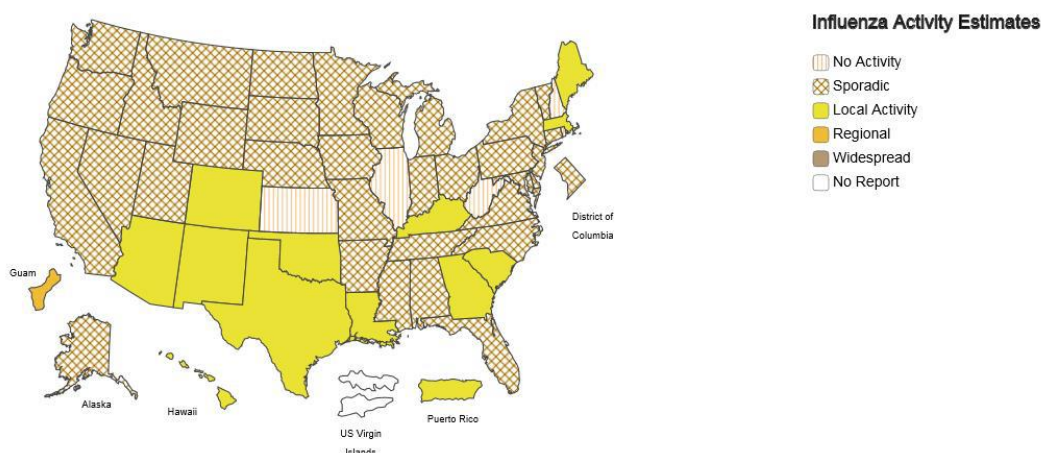 Influenza Activity Estimates
No Activity
Sporadic
Local Activity
Regional
Widespread
No Report
District of
Columbia
Guam
Alaska
Hawaii
US Virgin
Islands
Puerto Rico